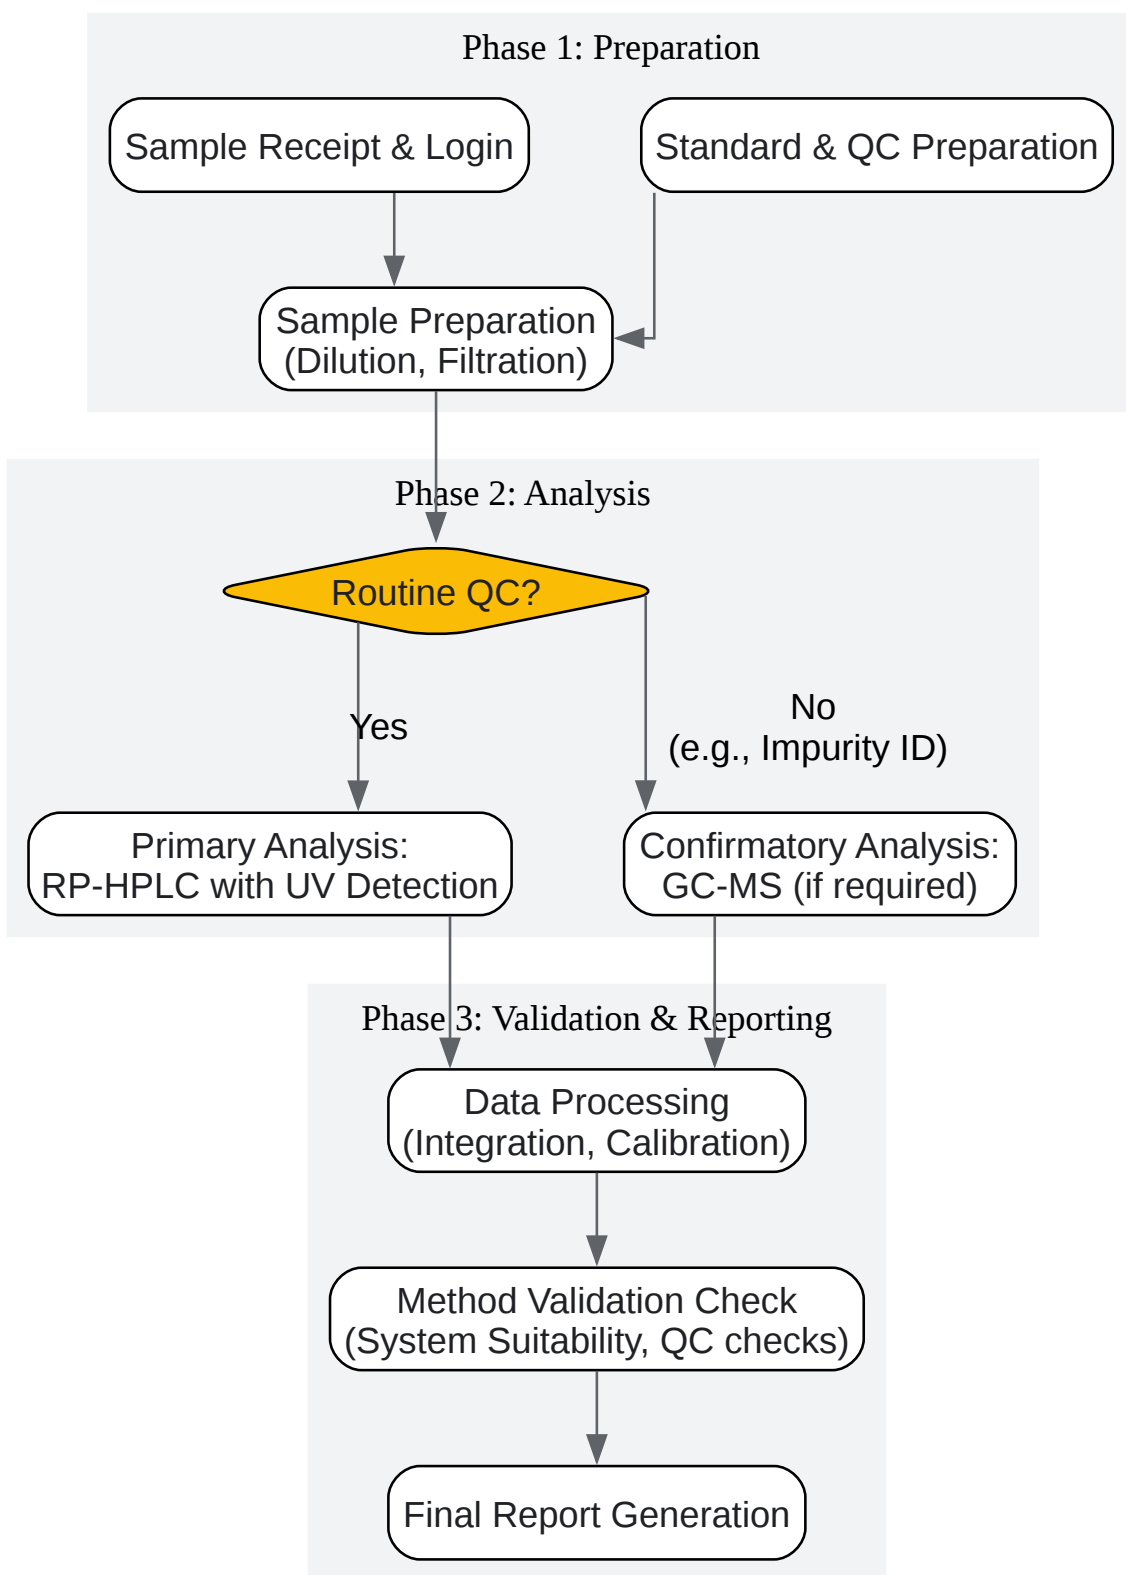 Phase 1: Preparation
Sample Receipt & Login
Standard & QC Preparation
Sample Preparation
(Dilution, Filtration)
Phase 2: Analysis
Routine QC?
Yes
No
(e.g., Impurity ID)
Primary Analysis:
RP-HPLC with UV Detection
Confirmatory Analysis:
GC-MS (if required)
Phase 3: Validation & Reporting
Data Processing
(Integration, Calibration)
Method Validation Check
(System Suitability, QC checks)
Final Report Generation